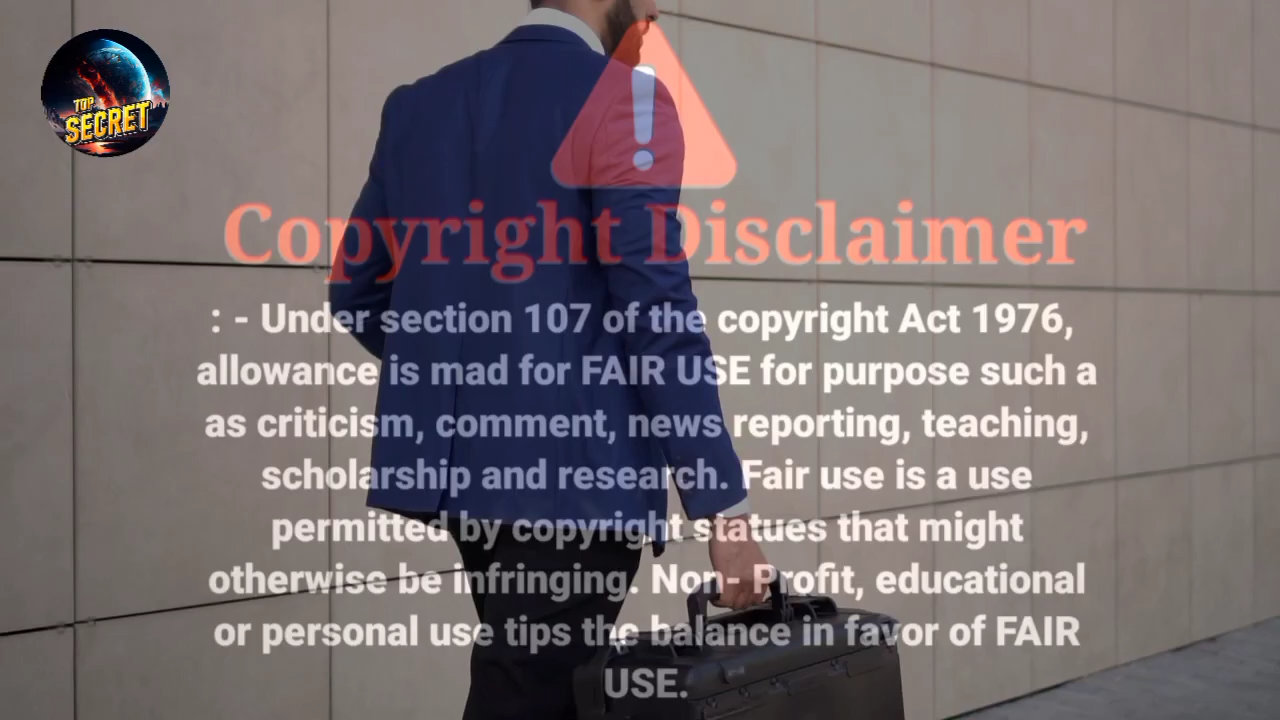 TOP
SECRET
Copyright Disclaimer
: - Under section 107 of the copyright Act 1976,
allowance is mad for FAIR USE for purpose such a
as criticism, comment, news reporting, teaching,
scholarship and research. Fair use is a use
permitted by copyright statues that might
otherwise be infringing. Non- Profit, educational
or personal use tips the balance in favor of FAIR
USE.